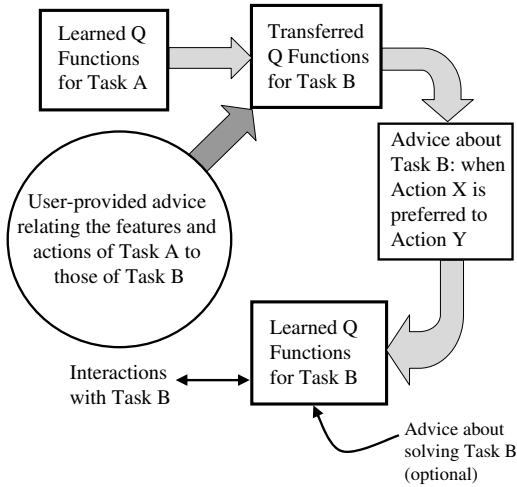 Learned Q
Functions
for Task A
Transferred
Q Functions
for Task B
Advice about
Task B: when
Action X is
preferred to
Action Y
User-provided advice
relating the features and
actions of Task A to
those of Task B
Learned Q
Functions
for Task B
Interactions
with Task B
Advice about
solving Task B
(optional)